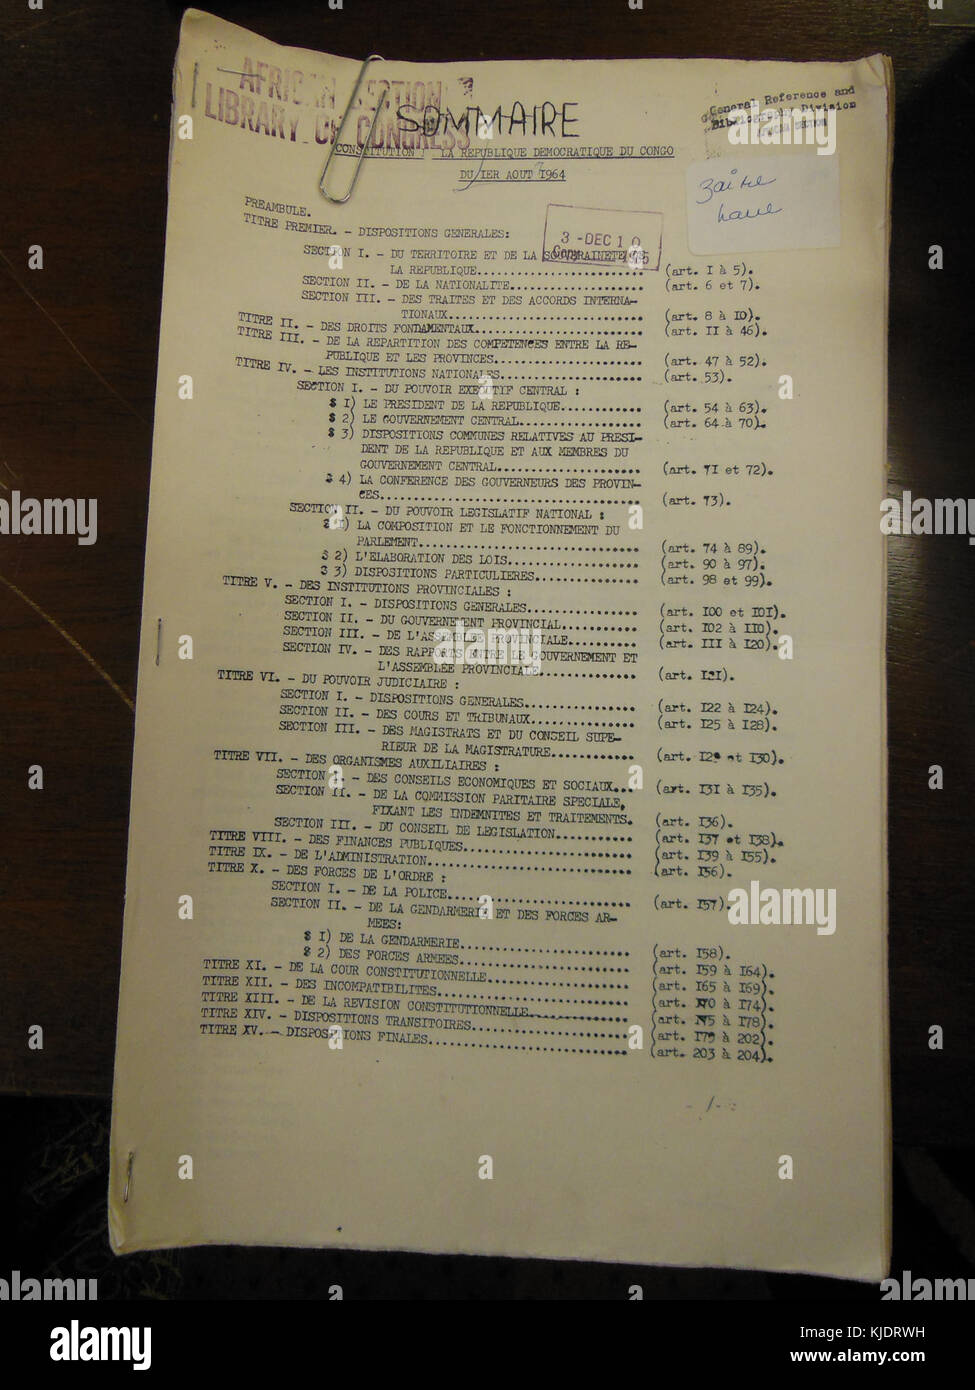 AFRICAN SECTION
LIBRARY OF CONGRESS
General Reference and
Bibliography Division
AFRICAN SECTION
SOMMAIRE
CONSTITUTION LA REPUBLIQUE DEMOCRATIQUE DU CONGO
DU 1ER AOUT 1964
Zaïre
3 -DEC 1 0
Copy
PREAMBULE.
TITRE PREMIER. - DISPOSITIONS GENERALES:
SECTION I. - DU TERRITOIRE ET DE LA SOUVERAINETE DE
LA REPUBLIQUE........................ (art. I à 5).
SECTION II. - DE LA NATIONALITE................... (art. 6 et 7).
SECTION III. - DES TRAITES ET DES ACCORDS INTERNA-
TIONAUX............................ (art. 8 à IO).
TITRE II. - DES DROITS FONDAMENTAUX........................ (art. II à 46).
TITRE III. - DE LA REPARTITION DES COMPETENCES ENTRE LA RE-
PUBLIQUE ET LES PROVINCES..................... (art. 47 à 52).
TITRE IV. - LES INSTITUTIONS NATIONALES.................... (art. 53).
SECTION I. - DU POUVOIR EXECUTIF CENTRAL :
§ I) LE PRESIDENT DE LA REPUBLIQUE............ (art. 54 à 63).
§ 2) LE GOUVERNEMENT CENTRAL.................. (art. 64 à 70).
§ 3) DISPOSITIONS COMMUNES RELATIVES AU PRESI-
DENT DE LA REPUBLIQUE ET AUX MEMBRES DU
GOUVERNEMENT CENTRAL..................... (art. 7I et 72).
§ 4) LA CONFERENCE DES GOUVERNEURS DES PROVIN-
CES...................................... (art. 73).
SECTION II. - DU POUVOIR LEGISLATIF NATIONAL :
§ I) LA COMPOSITION ET LE FONCTIONNEMENT DU
PARLEMENT................................ (art. 74 à 89).
§ 2) L'ELABORATION DES LOIS................... (art. 90 à 97).
§ 3) DISPOSITIONS PARTICULIERES............... (art. 98 et 99).
TITRE V. - DES INSTITUTIONS PROVINCIALES :
SECTION I. - DISPOSITIONS GENERALES................ (art. IOO et IOI).
SECTION II. - DU GOUVERNEMENT PROVINCIAL........... (art. IO2 à IIO).
SECTION III. - DE L'ASSEMBLEE PROVINCIALE.......... (art. III à I20).
SECTION IV. - DES RAPPORTS ENTRE LE GOUVERNEMENT ET
L'ASSEMBLEE PROVINCIALE.............. (art. I2I).
TITRE VI. - DU POUVOIR JUDICIAIRE :
SECTION I. - DISPOSITIONS GENERALES................ (art. I22 à I24).
SECTION II. - DES COURS ET TRIBUNAUX............... (art. I25 à I28).
SECTION III. - DES MAGISTRATS ET DU CONSEIL SUPE-
RIEUR DE LA MAGISTRATURE............ (art. I29 et I30).
TITRE VII. - DES ORGANISMES AUXILIAIRES :
SECTION I. - DES CONSEILS ECONOMIQUES ET SOCIAUX... (art. I3I à I35).
SECTION II. - DE LA COMMISSION PARITAIRE SPECIALE,
FIXANT LES INDEMNITES ET TRAITEMENTS. (art. I36).
SECTION III. - DU CONSEIL DE LEGISLATION........... (art. I37 et I38).
TITRE VIII. - DES FINANCES PUBLIQUES....................... (art. I39 à I55).
TITRE IX. - DE L'ADMINISTRATION............................ (art. I56).
TITRE X. - DES FORCES DE L'ORDRE :
SECTION I. - DE LA POLICE.......................... (art. I57).
SECTION II. - DE LA GENDARMERIE ET DES FORCES AR-
MEES:
§ I) DE LA GENDARMERIE........................ (art. I58).
§ 2) DES FORCES ARMEES........................ (art. I59 à I64).
TITRE XI. - DE LA COUR CONSTITUTIONNELLE................... (art. I65 à I69).
TITRE XII. - DES INCOMPATIBILITES.......................... (art. I70 à I74).
TITRE XIII. - DE LA REVISION CONSTITUTIONNELLE............. (art. I75 à I78).
TITRE XIV. - DISPOSITIONS TRANSITOIRES..................... (art. I79 à 202).
TITRE XV. - DISPOSITIONS FINALES........................... (art. 203 à 204).
alamy
Image ID: KJDRWH
www.alamy.com